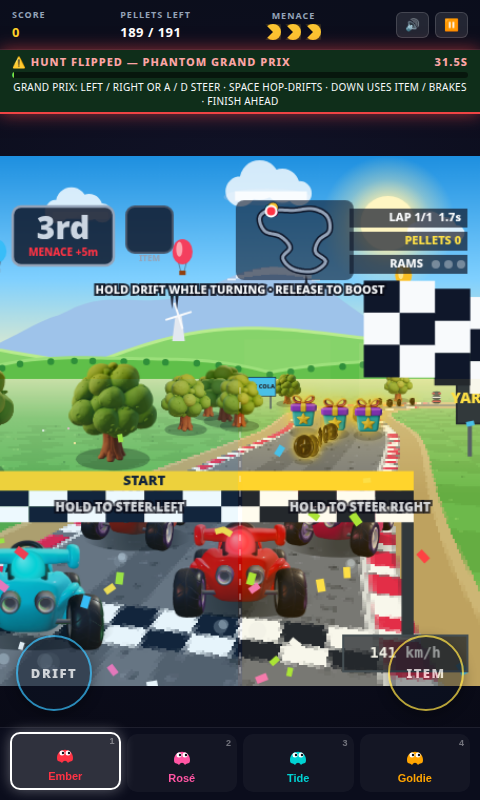 SCORE
0
PELLETS LEFT
189 / 191
MENACE
⚠️ HUNT FLIPPED — PHANTOM GRAND PRIX
31.5S
GRAND PRIX: LEFT / RIGHT OR A / D STEER · SPACE HOP-DRIFTS · DOWN USES ITEM / BRAKES
· FINISH AHEAD
3rd
MENACE +5m
ITEM
LAP 1/1 1.7s
PELLETS 0
RAMS
HOLD DRIFT WHILE TURNING · RELEASE TO BOOST
COLA
YAR
START
HOLD TO STEER LEFT
HOLD TO STEER RIGHT
141 km/h
DRIFT
ITEM
1
Ember
2
Rosé
3
Tide
4
Goldie